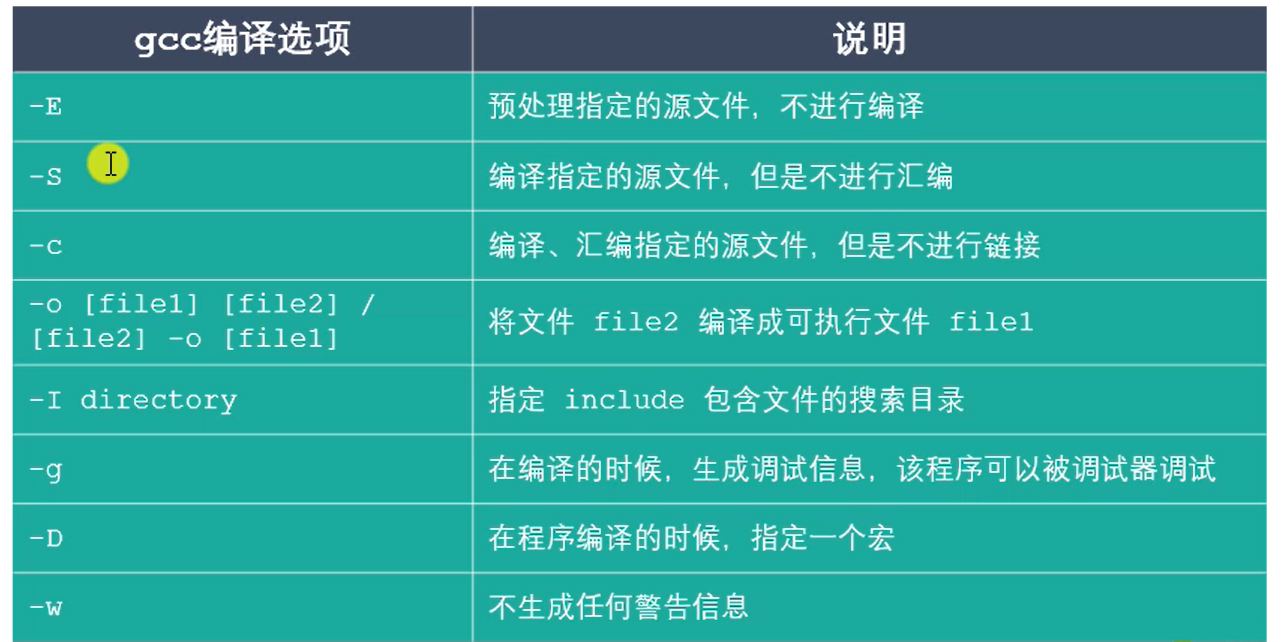 gcc编译选项
说明
-E
预处理指定的源文件，不进行编译
-S
编译指定的源文件，但是不进行汇编
-c
编译、汇编指定的源文件，但是不进行链接
-o [file1] [file2] /
[file2] -o [file1]
将文件 file2 编译成可执行文件 file1
-I directory
指定 include 包含文件的搜索目录
-g
在编译的时候，生成调试信息，该程序可以被调试器调试
-D
在程序编译的时候，指定一个宏
-w
不生成任何警告信息